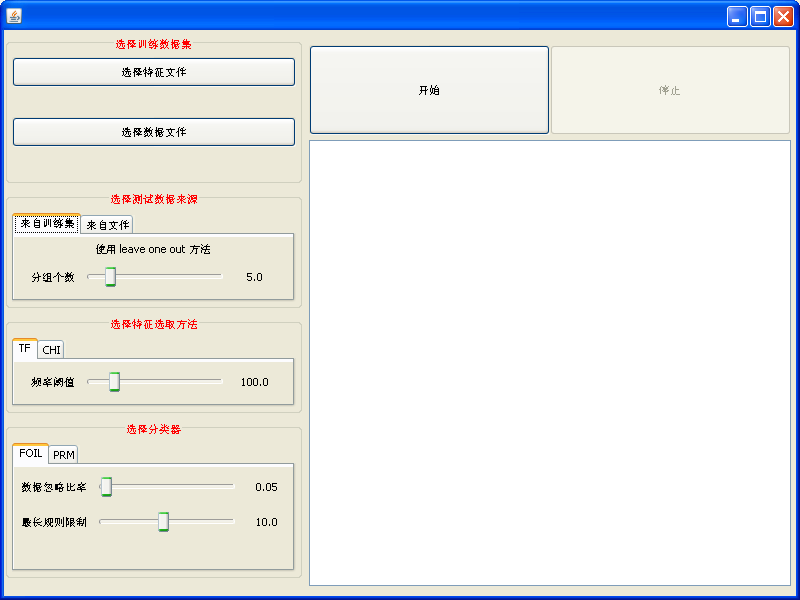 选择训练数据集
选择特征文件
选择数据文件
选择测试数据来源
来自训练集 来自文件
使用 leave one out 方法
分组个数 5.0
选择特征选取方法
TF CHI
频率阈值 100.0
选择分类器
FOIL PRM
数据忽略比率 0.05
最长规则限制 10.0
开始 停止